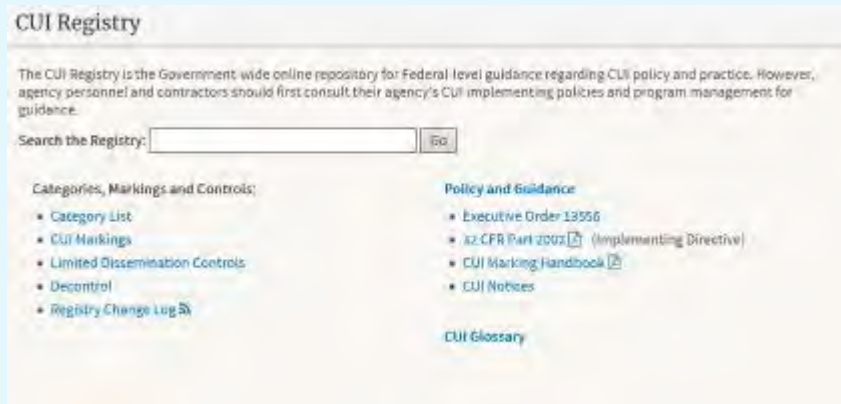 CUI Registry
The CUI Registry is the Government-wide online repository for Federal-level guidance regarding CUI policy and practice. However,
agency personnel and contractors should first consult their agency's CUI implementing policies and program management for
guidance.
Search the Registry: Go
Categories, Markings and Controls:
Category List
CUI Markings
Limited Dissemination Controls
Decontrol
Registry Change Log
Policy and Guidance
Executive Order 13556
32 CFR Part 2002 (Implementing Directive)
CUI Marking Handbook
CUI Notices
CUI Glossary